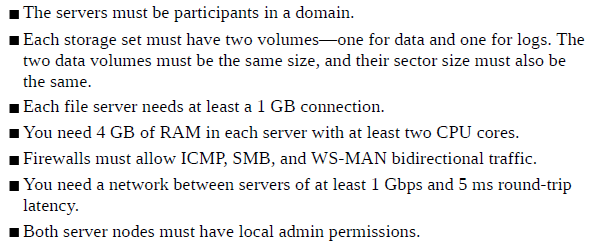 ■ The servers must be participants in a domain.
■ Each storage set must have two volumes—one for data and one for logs. The
two data volumes must be the same size, and their sector size must also be
the same.
■ Each file server needs at least a 1 GB connection.
■ You need 4 GB of RAM in each server with at least two CPU cores.
■ Firewalls must allow ICMP, SMB, and WS-MAN bidirectional traffic.
■ You need a network between servers of at least 1 Gbps and 5 ms round-trip
latency.
■ Both server nodes must have local admin permissions.